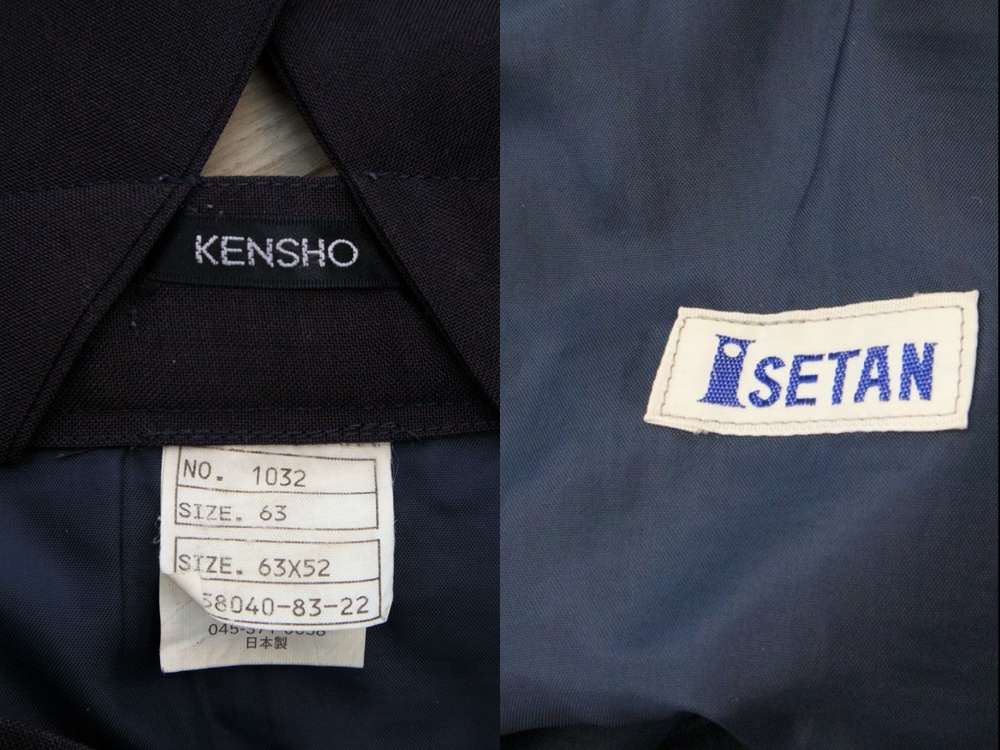 KENSHO
NO. 1032
SIZE. 63
SIZE. 63X52
58040-83-22
日本製
ISETAN